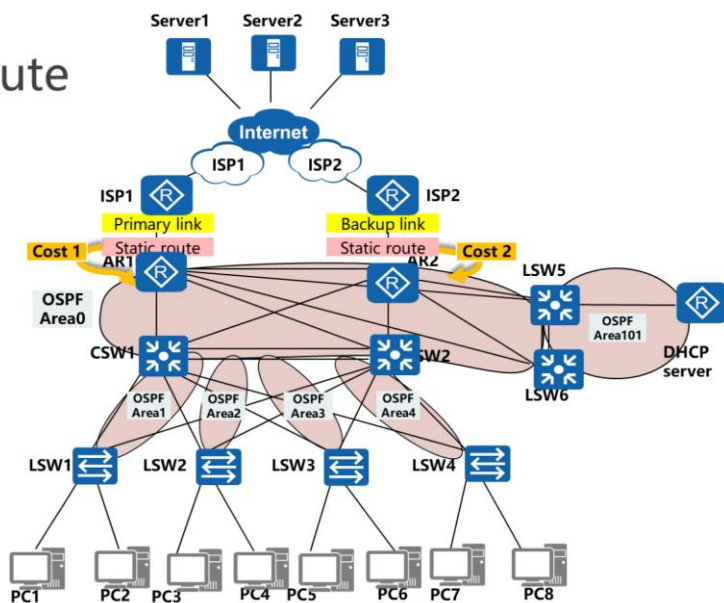 ute
Server1
Server2
Server3
Internet
ISP1
ISP2
ISP1
ISP2
Primary link
Backup link
Cost 1
Static route
Static route
Cost 2
AR1
AR2
LSW5
OSPF
Area0
OSPF
Area101
DHCP
server
CSW1
SW2
LSW6
OSPF
Area1
OSPF
Area2
OSPF
Area3
OSPF
Area4
LSW1
LSW2
LSW3
LSW4
PC1
PC2
PC3
PC4
PC5
PC6
PC7
PC8
R
R
R
R
R